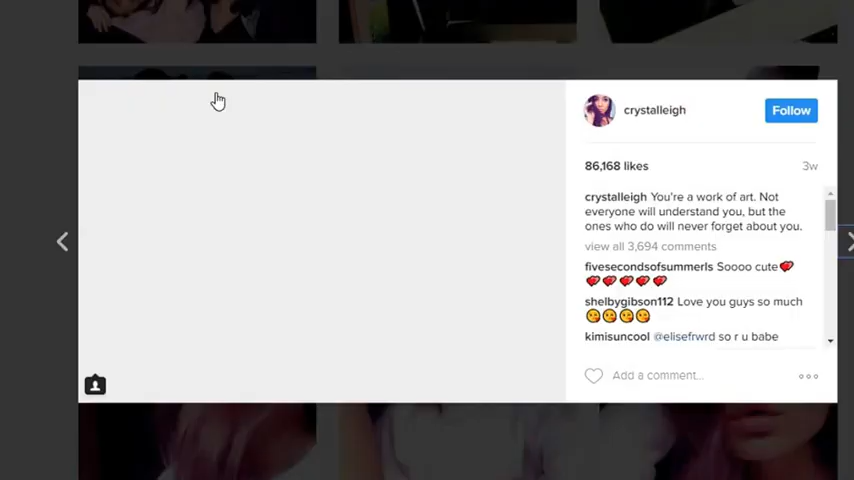 crystalleigh
Follow
86,168 likes
3w
crystalleigh You're a work of art. Not
everyone will understand you, but the
ones who do will never forget about you.
view all 3,694 comments
fivesecondsofsummerls Soooo cute💘
💘💘💘💘💘
shelbygibson112 Love you guys so much
😘😘😘😘
kimisuncool @elisefrwrd so r u babe
Add a comment...